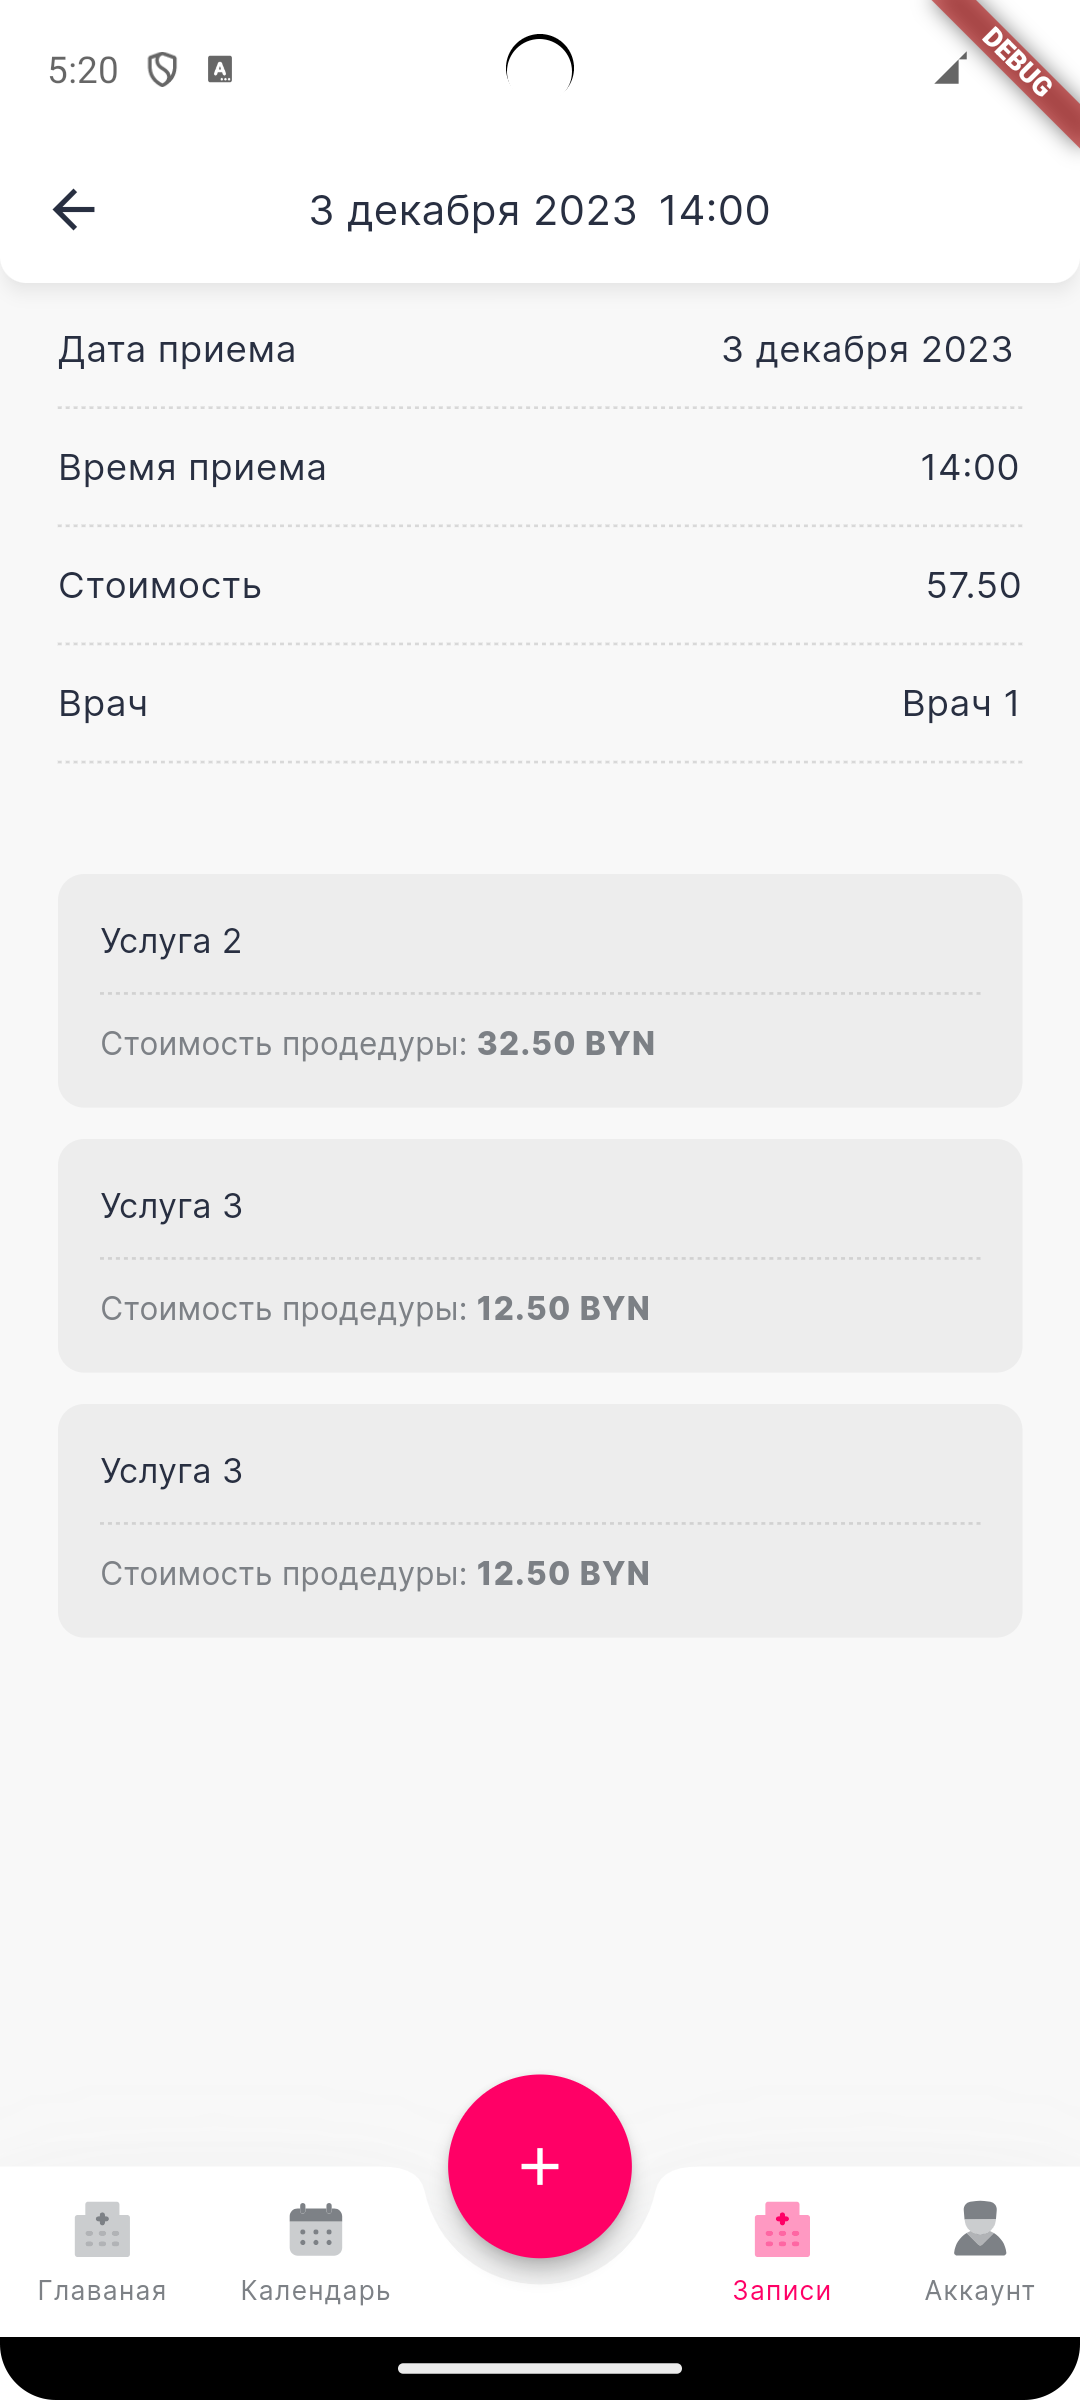 5:20
DEBUG
3 декабря 2023 14:00
Дата приема 3 декабря 2023
Время приема 14:00
Стоимость 57.50
Врач Врач 1
Услуга 2
Стоимость продедуры: 32.50 BYN
Услуга 3
Стоимость продедуры: 12.50 BYN
Услуга 3
Стоимость продедуры: 12.50 BYN
Главаная Календарь Записи Аккаунт